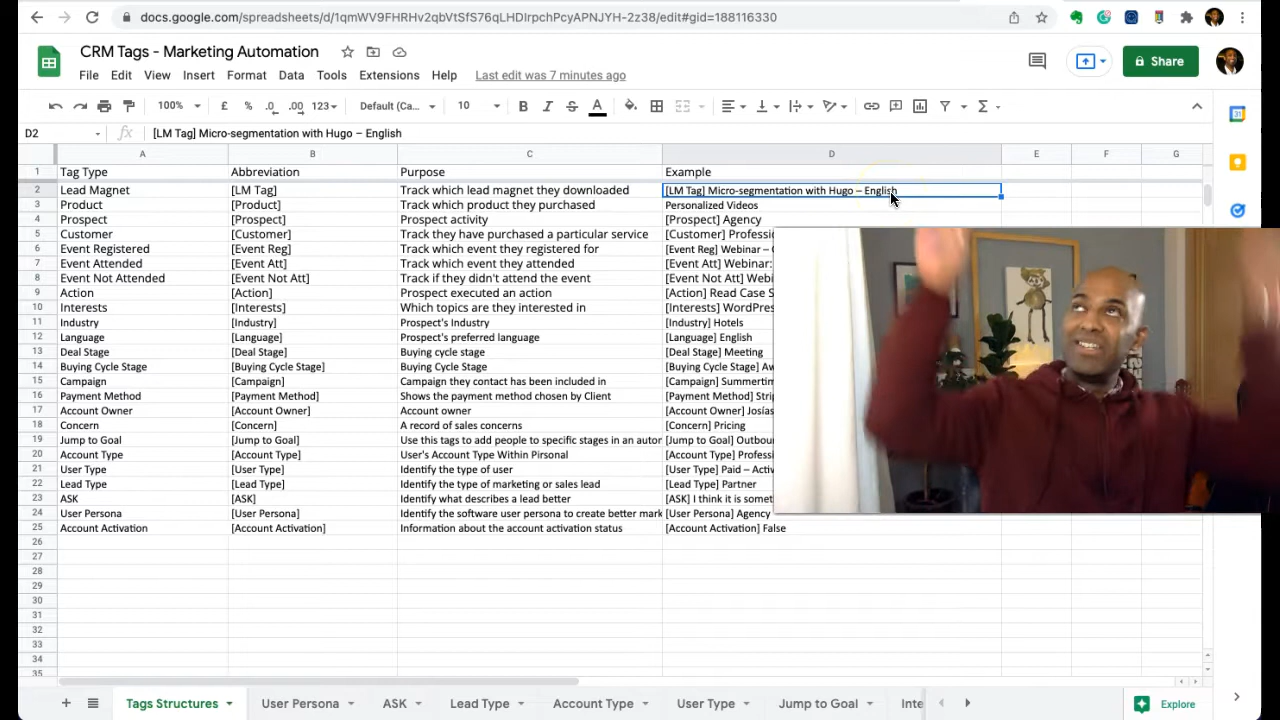 docs.google.com/spreadsheets/d/1qmWV9FHRHv2qbVtSfS76qLHDIrpchPcyAPNJYH-2z38/edit#gid=188116330
CRM Tags - Marketing Automation
File Edit View Insert Format Data Tools Extensions Help Last edit was 7 minutes ago
Share
100% £ % .0 .00 123 Default (Ca... 10 B I S A
D2 fx [LM Tag] Micro-segmentation with Hugo – English
A B C D E F G
1 Tag Type Abbreviation Purpose Example
2 Lead Magnet [LM Tag] Track which lead magnet they downloaded [LM Tag] Micro-segmentation with Hugo – English
3 Product [Product] Track which product they purchased Personalized Videos
4 Prospect [Prospect] Prospect activity [Prospect] Agency
5 Customer [Customer] Track they have purchased a particular service [Customer] Professi
6 Event Registered [Event Reg] Track which event they registered for [Event Reg] Webinar –
7 Event Attended [Event Att] Track which event they attended [Event Att] Webinar:
8 Event Not Attended [Event Not Att] Track if they didn't attend the event [Event Not Att] Webi
9 Action [Action] Prospect executed an action [Action] Read Case S
10 Interests [Interests] Which topics are they interested in [Interests] WordPres
11 Industry [Industry] Prospect's Industry [Industry] Hotels
12 Language [Language] Prospect's preferred language [Language] English
13 Deal Stage [Deal Stage] Buying cycle stage [Deal Stage] Meeting
14 Buying Cycle Stage [Buying Cycle Stage] Buying cycle stage [Buying Cycle Stage] Aw
15 Campaign [Campaign] Campaign they contact has been included in [Campaign] Summertim
16 Payment Method [Payment Method] Shows the payment method chosen by Client [Payment Method] Strip
17 Account Owner [Account Owner] Account owner [Account Owner] Josías
18 Concern [Concern] A record of sales concerns [Concern] Pricing
19 Jump to Goal [Jump to Goal] Use this tags to add people to specific stages in an autor [Jump to Goal] Outbou
20 Account Type [Account Type] User's Account Type Within Pirsonal [Account Type] Profess
21 User Type [User Type] Identify the type of user [User Type] Paid – Activ
22 Lead Type [Lead Type] Identify the type of marketing or sales lead [Lead Type] Partner
23 ASK [ASK] Identify what describes a lead better [ASK] I think it is somet
24 User Persona [User Persona] Identify the software user persona to create better mark [User Persona] Agency
25 Account Activation [Account Activation] Information about the account activation status [Account Activation] False
26
27
28
29
30
31
32
33
34
35
Tags Structures User Persona ASK Lead Type Account Type User Type Jump to Goal Inte Explore